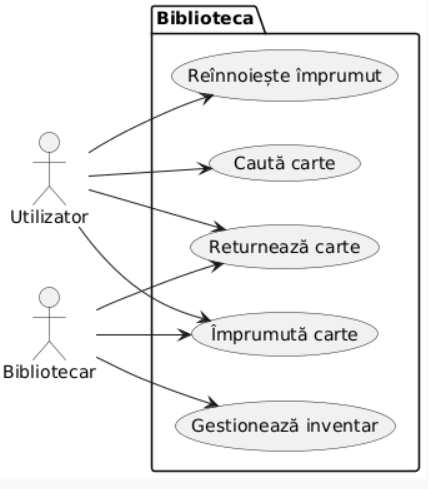 Biblioteca
Reînnoiește împrumut
Caută carte
Utilizator
Returnează carte
Împrumută carte
Bibliotecar
Gestionează inventar